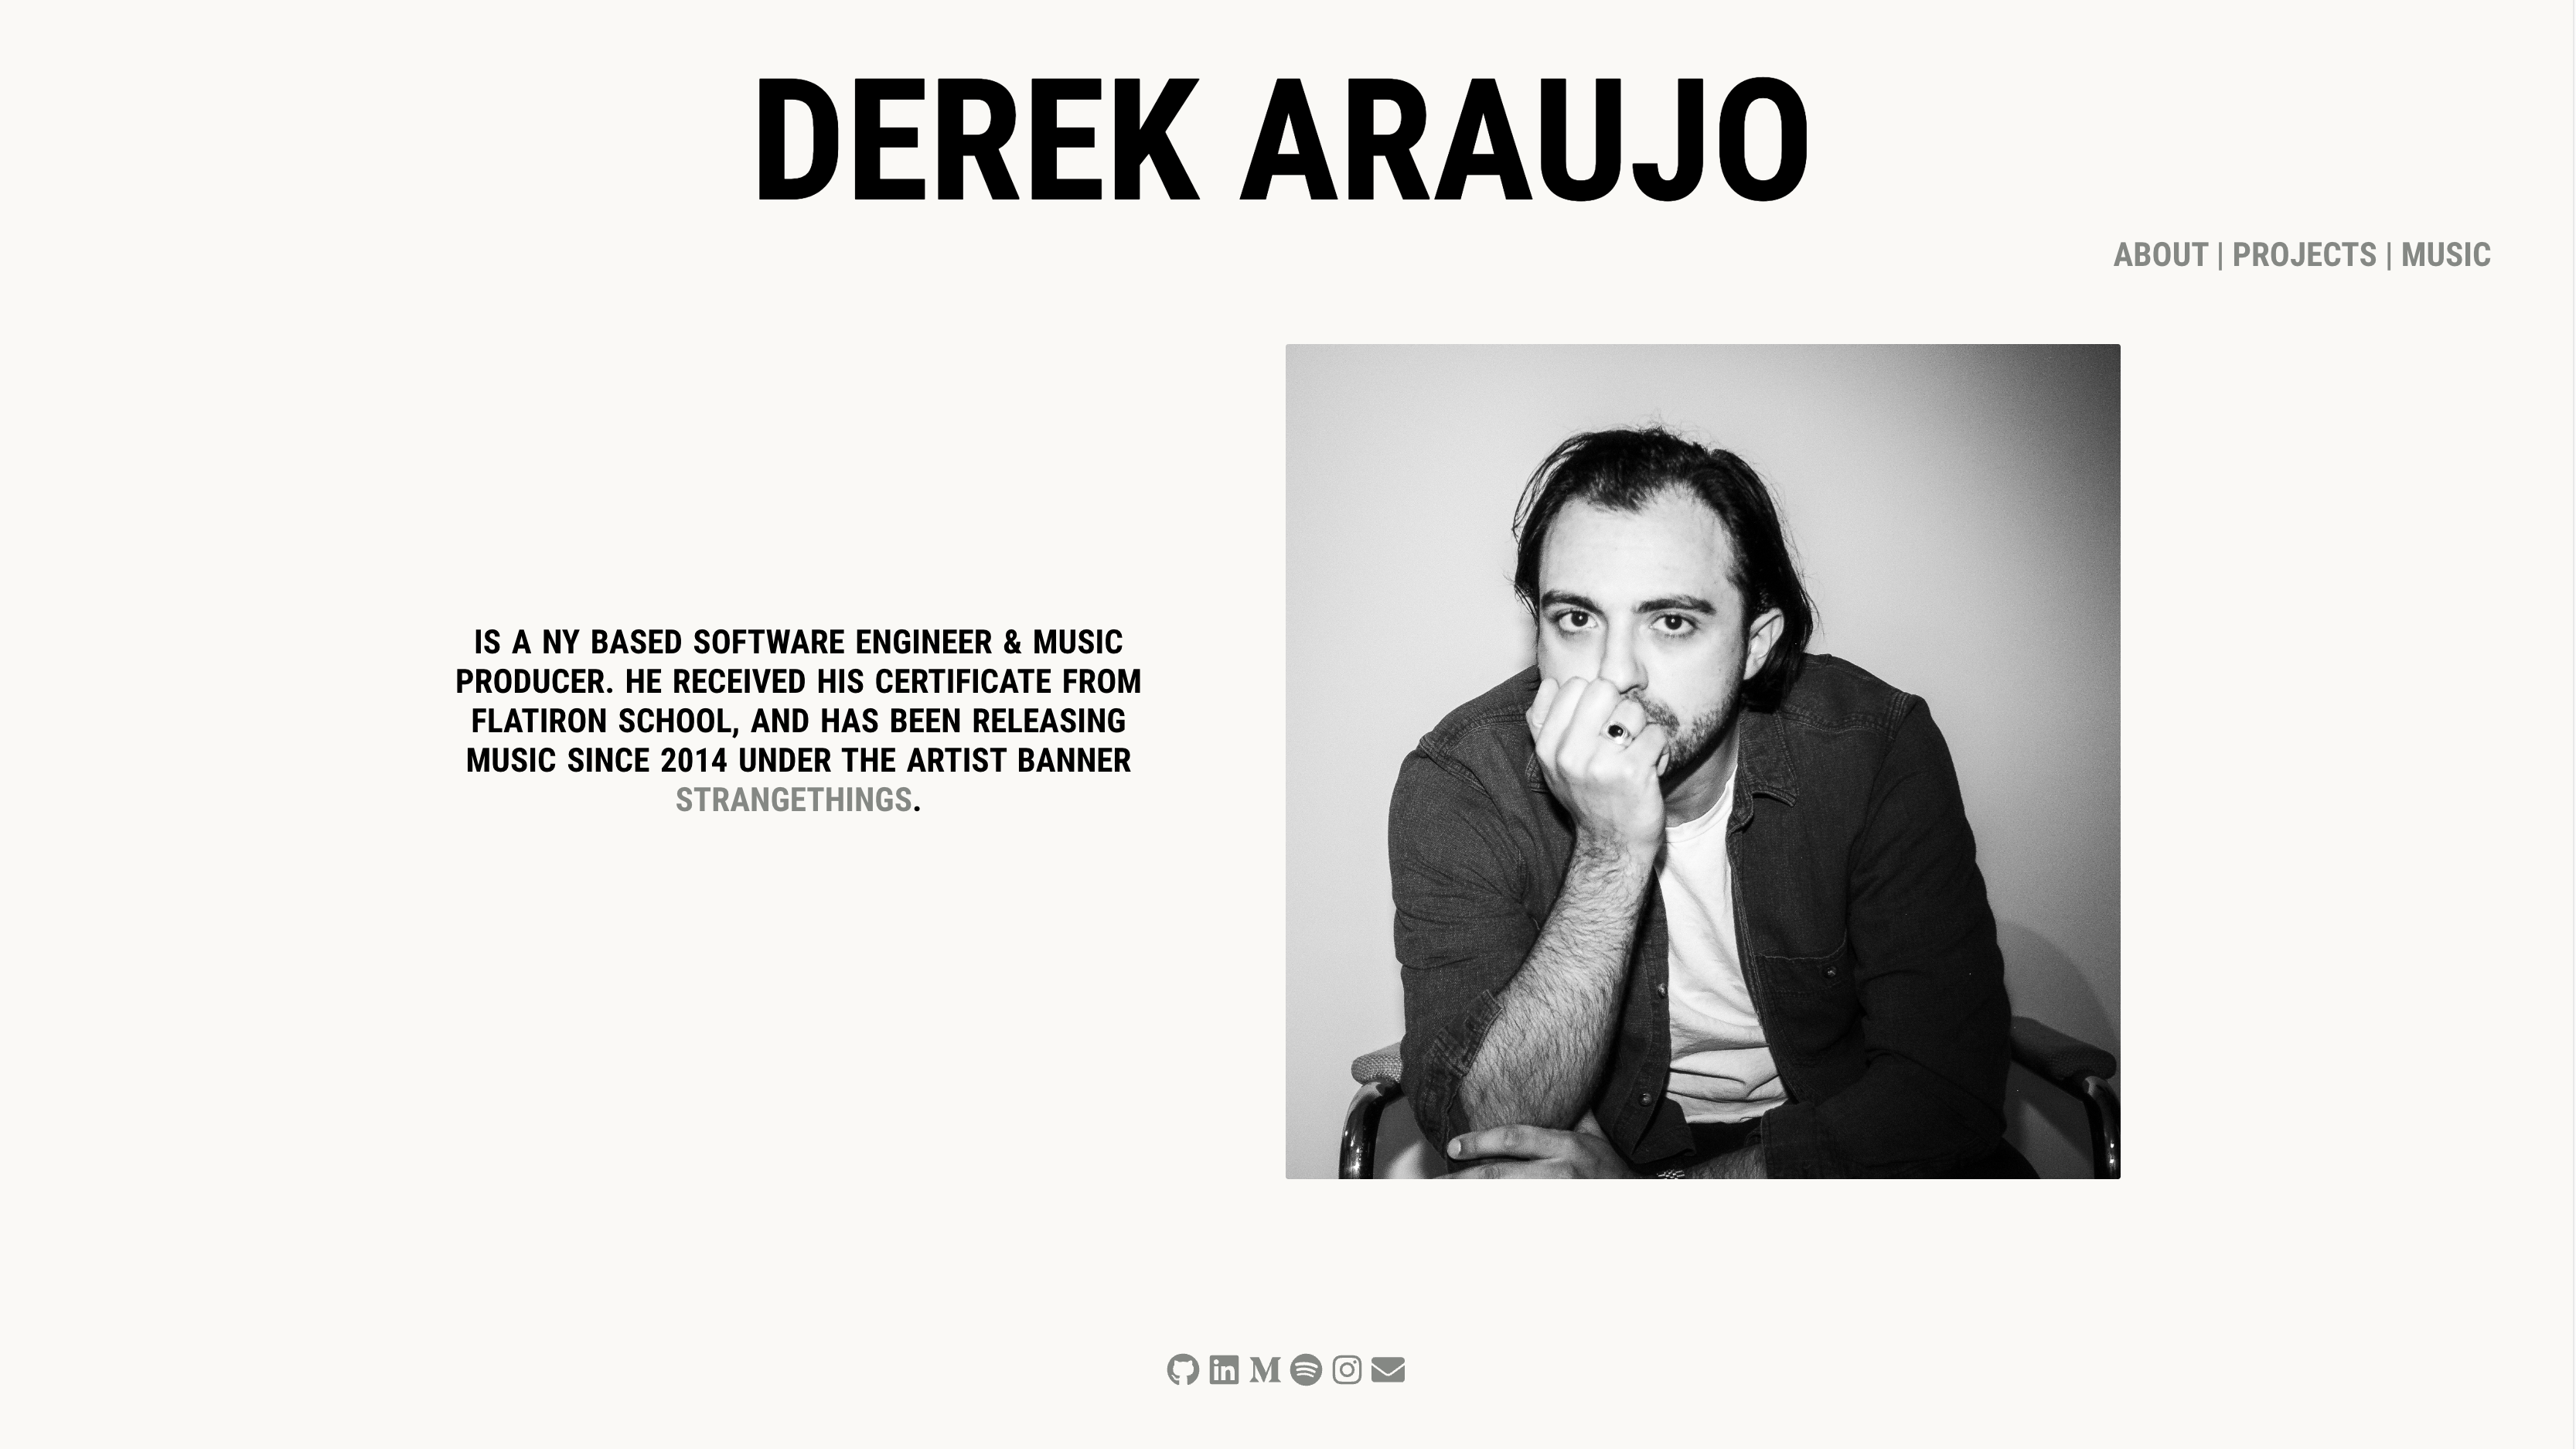 DEREK ARAUJO
ABOUT | PROJECTS | MUSIC
IS A NY BASED SOFTWARE ENGINEER & MUSIC
PRODUCER. HE RECEIVED HIS CERTIFICATE FROM
FLATIRON SCHOOL, AND HAS BEEN RELEASING
MUSIC SINCE 2014 UNDER THE ARTIST BANNER
STRANGETHINGS.